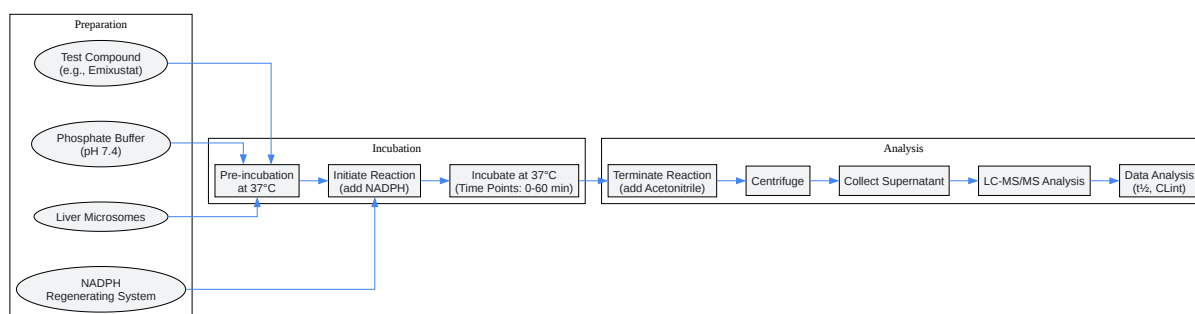 Preparation
Test Compound
(e.g., Emixustat)
Phosphate Buffer
(pH 7.4)
Liver Microsomes
NADPH
Regenerating System
Incubation
Pre-incubation
at 37°C
Initiate Reaction
(add NADPH)
Incubate at 37°C
(Time Points: 0-60 min)
Analysis
Terminate Reaction
(add Acetonitrile)
Centrifuge
Collect Supernatant
LC-MS/MS Analysis
Data Analysis
(t½, CLint)